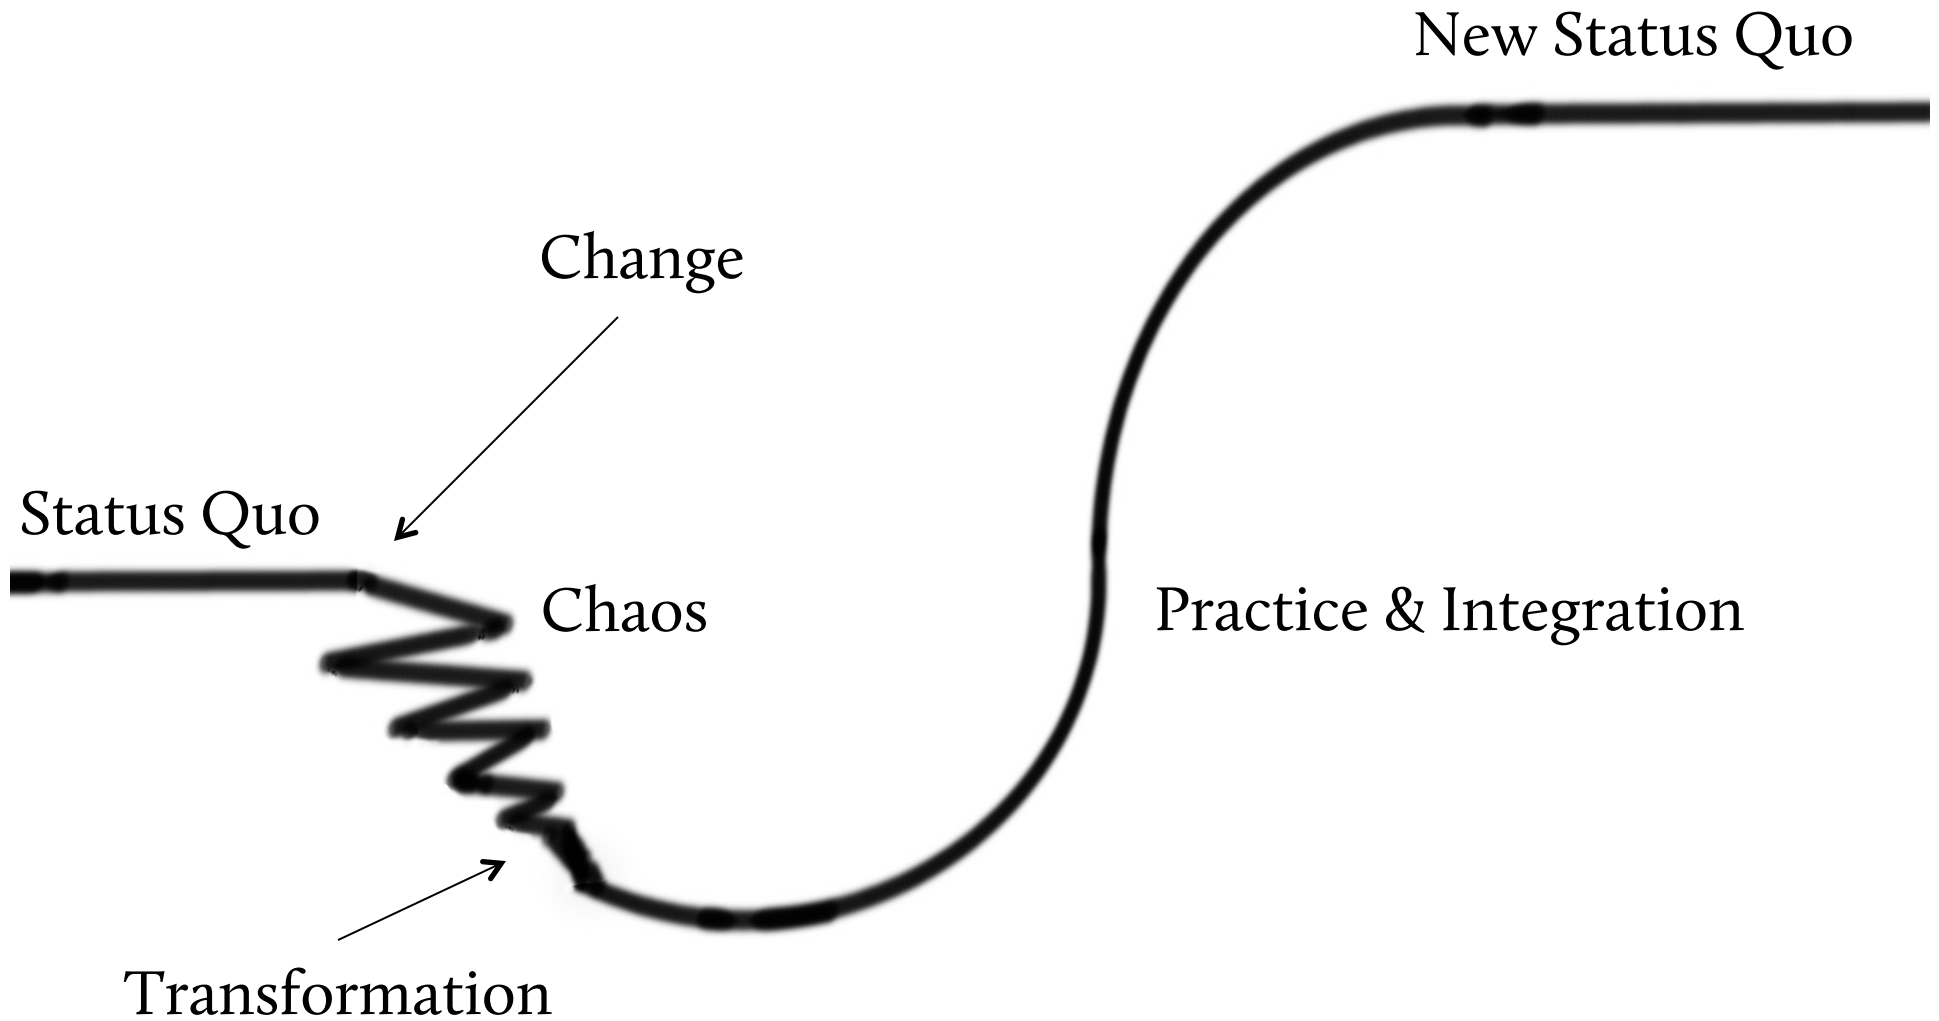 New Status Quo
Change
Status Quo
Chaos
Practice & Integration
Transformation